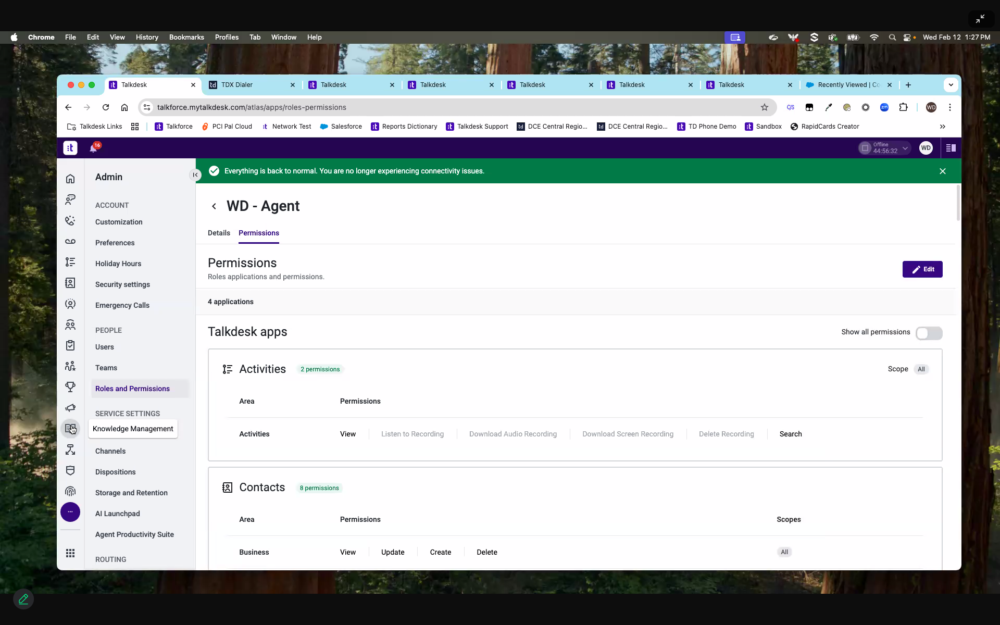 Chrome File Edit View History Bookmarks Profiles Tab Window Help Wed Feb 12 1:27 PM
Talkdesk TDX Dialer Talkdesk Talkdesk Talkdesk Talkdesk Talkdesk Recently Viewed | Co
talkforce.mytalkdesk.com/atlas/apps/roles-permissions C/S zm WD
Talkdesk Links Talkforce PCI Pal Cloud Network Test Salesforce Reports Dictionary Talkdesk Support td DCE Central Regio... td DCE Central Regio... TD Phone Demo Sandbox RapidCards Creator »
:t 16 Offline WD
44:56:32
Everything is back to normal. You are no longer experiencing connectivity issues.
Admin
ACCOUNT
Customization
Preferences
Holiday Hours
Security settings
Emergency Calls
PEOPLE
Users
Teams
Roles and Permissions
SERVICE SETTINGS
Knowledge Management
Channels
Dispositions
Storage and Retention
AI Launchpad
Agent Productivity Suite
ROUTING
WD - Agent
Details Permissions
Permissions
Roles applications and permissions.
Edit
4 applications
Talkdesk apps
Show all permissions
Activities 2 permissions Scope All
Area Permissions
Activities View Listen to Recording Download Audio Recording Download Screen Recording Delete Recording Search
Contacts 8 permissions
Area Permissions Scopes
Business View Update Create Delete All